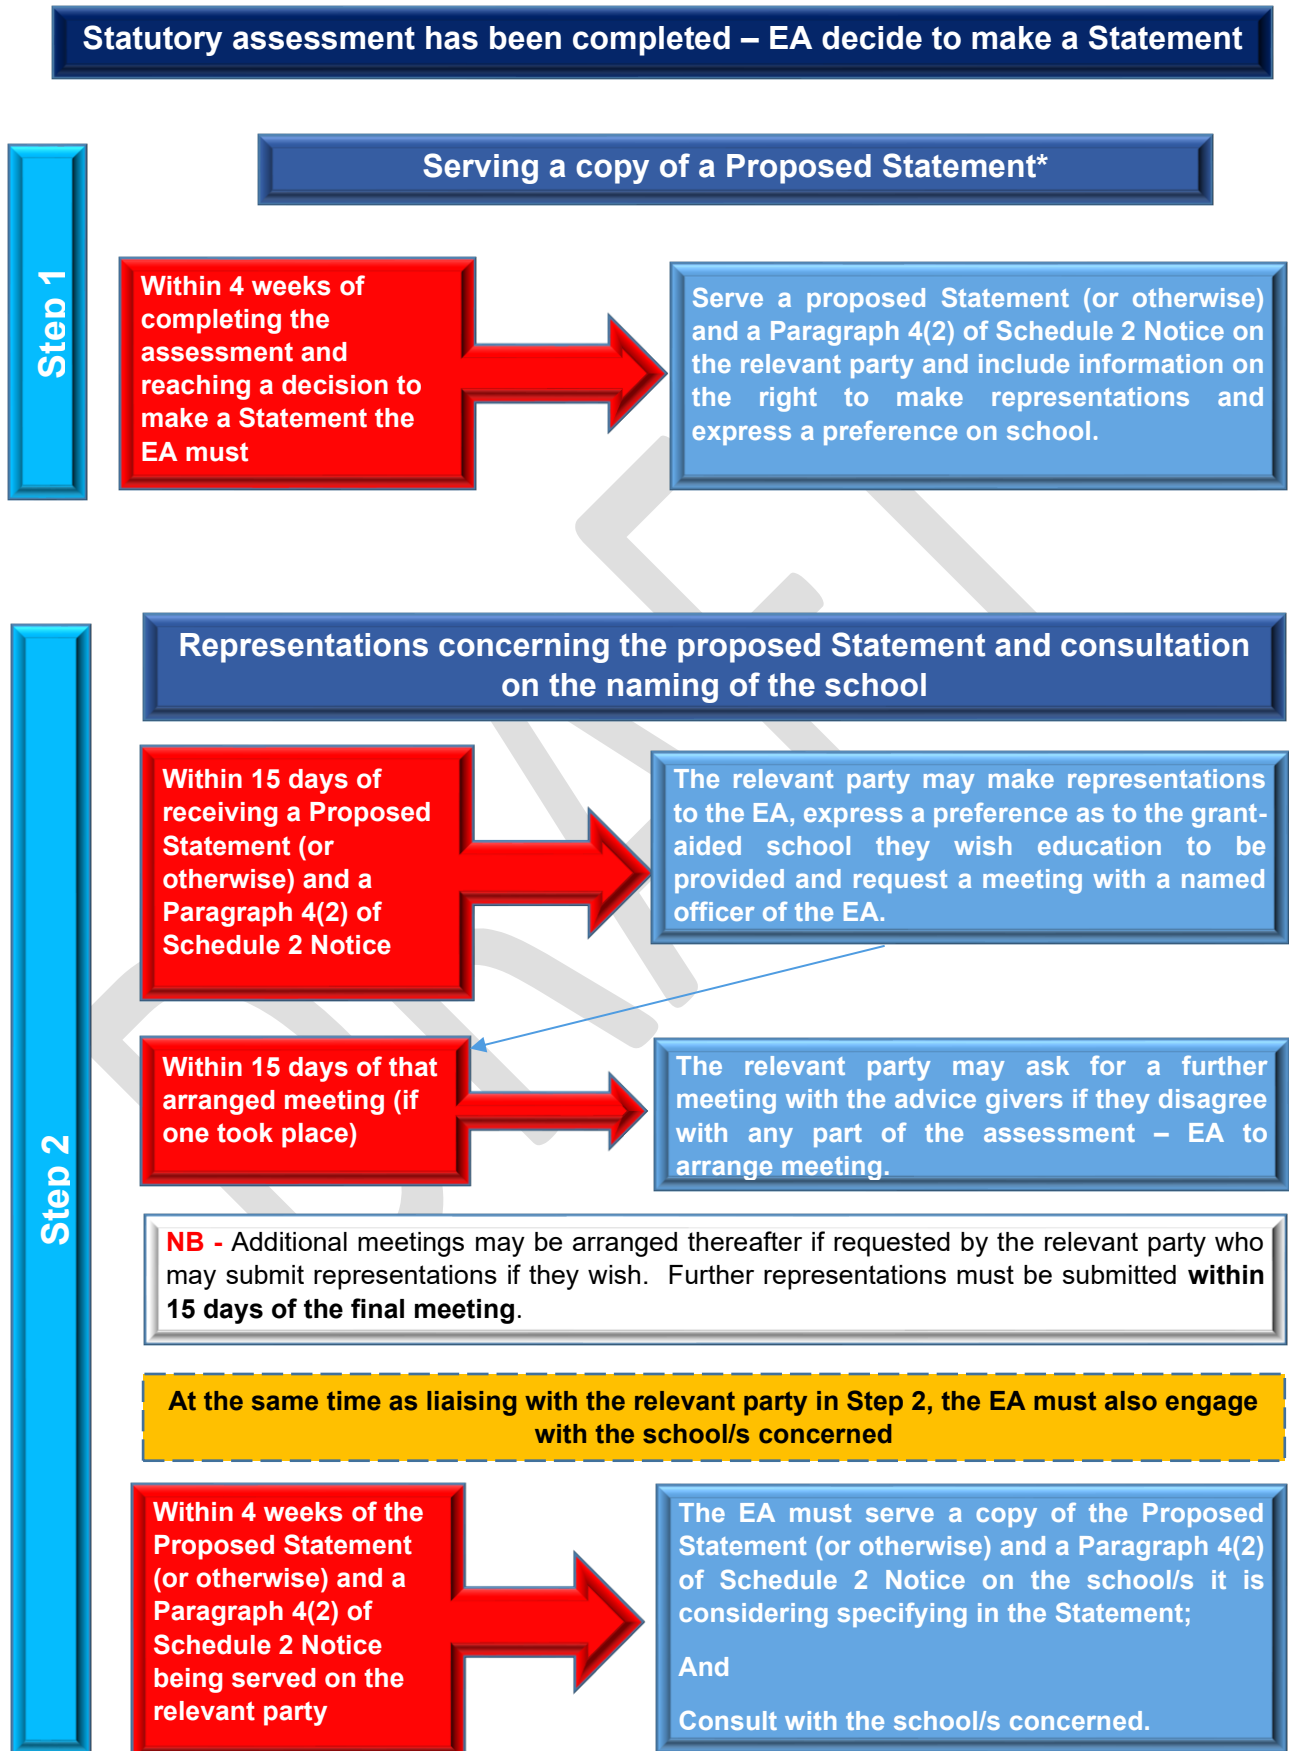 Statutory assessment has been completed – EA decide to make a Statement
Serving a copy of a Proposed Statement*
Step 1
Within 4 weeks of
completing the
assessment and
reaching a decision to
make a Statement the
EA must
Serve a proposed Statement (or otherwise)
and a Paragraph 4(2) of Schedule 2 Notice on
the relevant party and include information on
the right to make representations and
express a preference on school.
DRAFT
Representations concerning the proposed Statement and consultation
on the naming of the school
Step 2
Within 15 days of
receiving a Proposed
Statement (or
otherwise) and a
Paragraph 4(2) of
Schedule 2 Notice
The relevant party may make representations
to the EA, express a preference as to the grant-
aided school they wish education to be
provided and request a meeting with a named
officer of the EA.
Within 15 days of that
arranged meeting (if
one took place)
The relevant party may ask for a further
meeting with the advice givers if they disagree
with any part of the assessment – EA to
arrange meeting.
NB - Additional meetings may be arranged thereafter if requested by the relevant party who
may submit representations if they wish. Further representations must be submitted within
15 days of the final meeting.
At the same time as liaising with the relevant party in Step 2, the EA must also engage
with the school/s concerned
Within 4 weeks of the
Proposed Statement
(or otherwise) and a
Paragraph 4(2) of
Schedule 2 Notice
being served on the
relevant party
The EA must serve a copy of the Proposed
Statement (or otherwise) and a Paragraph 4(2)
of Schedule 2 Notice on the school/s it is
considering specifying in the Statement;
And
Consult with the school/s concerned.